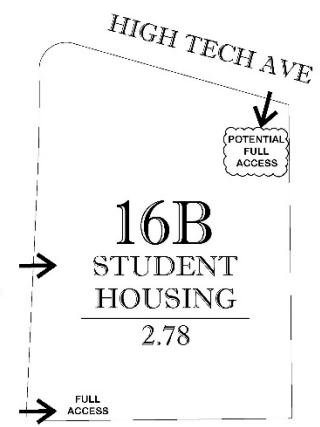 HIGH TECH AVE
POTENTIAL
FULL
ACCESS
16B
STUDENT
HOUSING
2.78
FULL
ACCESS